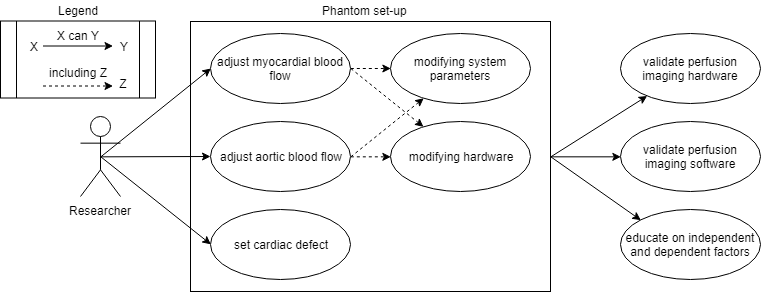 Legend
X can Y
X
Y
including Z
Z
Researcher
Phantom set-up
adjust myocardial blood
flow
modifying system
parameters
adjust aortic blood flow
modifying hardware
set cardiac defect
validate perfusion
imaging hardware
validate perfusion
imaging software
educate on independent
and dependent factors